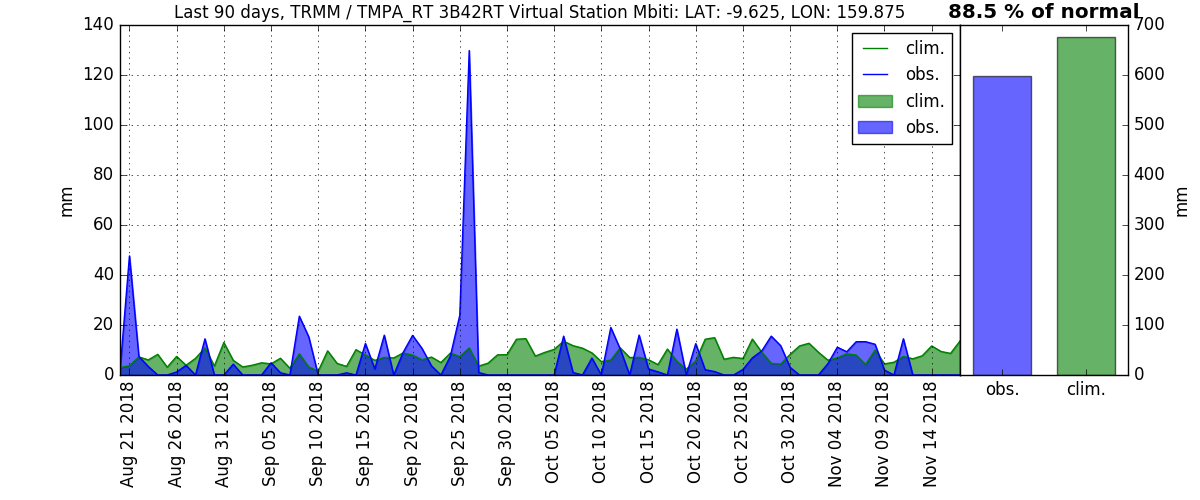 Last 90 days, TRMM / TMPA_RT 3B42RT Virtual Station Mbiti: LAT: -9.625, LON: 159.875
88.5 % of normal
140
120
100
80
60
40
20
0
mm
clim.
obs.
clim.
obs.
700
600
500
400
300
200
100
0
mm
Aug 21 2018
Aug 26 2018
Aug 31 2018
Sep 05 2018
Sep 10 2018
Sep 15 2018
Sep 20 2018
Sep 25 2018
Sep 30 2018
Oct 05 2018
Oct 10 2018
Oct 15 2018
Oct 20 2018
Oct 25 2018
Oct 30 2018
Nov 04 2018
Nov 09 2018
Nov 14 2018
obs.
clim.